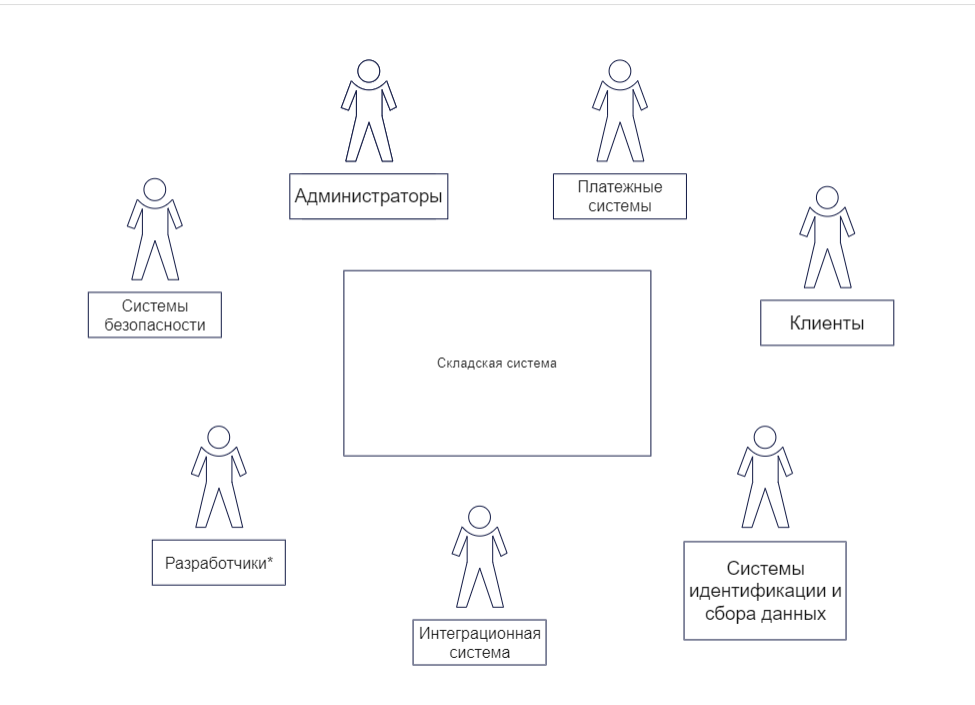 Администраторы
Платежные
системы
Системы
безопасности
Клиенты
Складская система
Разработчики*
Системы
идентификации и
сбора данных
Интеграционная
система